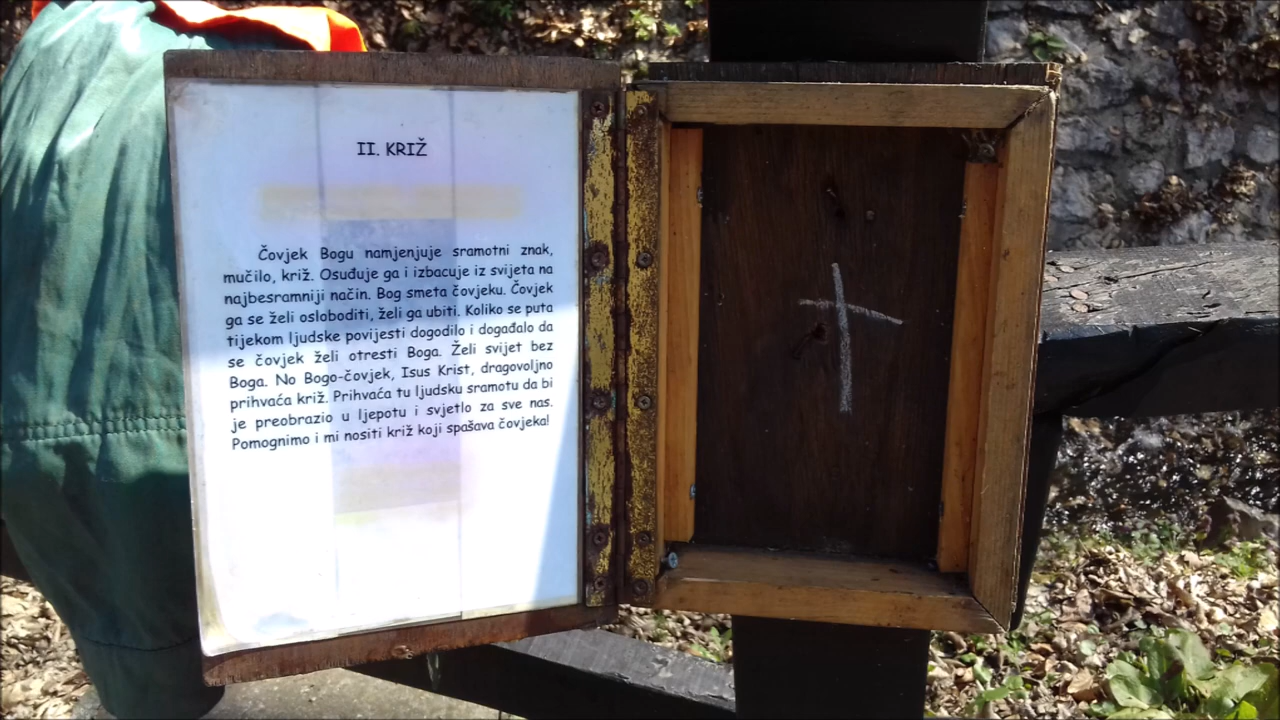 II. KRIŽ
Čovjek Bogu namjenjuje sramotni znak,
mučilo, križ. Osuđuje ga i izbacuje iz svijeta na
najbesramniji način. Bog smeta čovjeku. Čovjek
ga se želi osloboditi, želi ga ubiti. Koliko se puta
tijekom ljudske povijesti dogodilo i događalo da
se čovjek želi otresti Boga. Želi svijet bez
Boga. No Bogo-čovjek, Isus Krist, dragovoljno
prihvaća križ. Prihvaća tu ljudsku sramotu da bi
je preobrazio u ljepotu i svjetlo za sve nas.
Pomognimo i mi nositi križ koji spašava čovjeka!